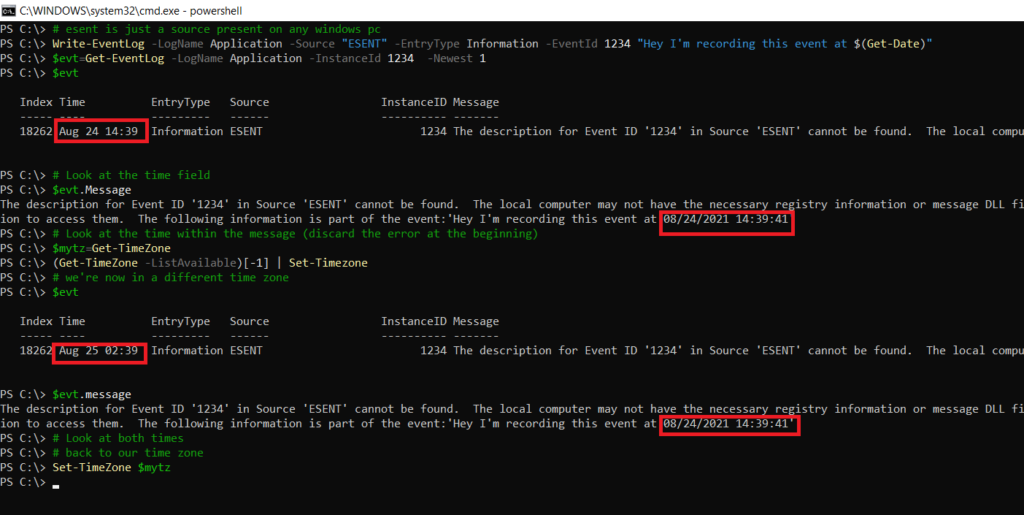 C:\WINDOWS\system32\cmd.exe - powershell
PS C:\> # esent is just a source present on any windows pc
PS C:\> Write-EventLog -LogName Application -Source "ESENT" -EntryType Information -EventId 1234 "Hey I'm recording this event at $(Get-Date)"
PS C:\> $evt=Get-EventLog -LogName Application -InstanceId 1234  -Newest 1
PS C:\> $evt
Index Time          EntryType   Source                 InstanceID Message
----- ----          ---------   ------                 ---------- -------
18262 Aug 24 14:39  Information ESENT                        1234 The description for Event ID '1234' in Source 'ESENT' cannot be found.  The local compu
PS C:\> # Look at the time field
PS C:\> $evt.Message
The description for Event ID '1234' in Source 'ESENT' cannot be found.  The local computer may not have the necessary registry information or message DLL fi
ion to access them.  The following information is part of the event:'Hey I'm recording this event at 08/24/2021 14:39:41
PS C:\> # Look at the time within the message (discard the error at the beginning)
PS C:\> $mytz=Get-TimeZone
PS C:\> (Get-TimeZone -ListAvailable)[-1] | Set-Timezone
PS C:\> # we're now in a different time zone
PS C:\> $evt
Index Time          EntryType   Source                 InstanceID Message
----- ----          ---------   ------                 ---------- -------
18262 Aug 25 02:39  Information ESENT                        1234 The description for Event ID '1234' in Source 'ESENT' cannot be found.  The local compu
PS C:\> $evt.message
The description for Event ID '1234' in Source 'ESENT' cannot be found.  The local computer may not have the necessary registry information or message DLL fi
ion to access them.  The following information is part of the event:'Hey I'm recording this event at 08/24/2021 14:39:41'
PS C:\> # Look at both times
PS C:\> # back to our time zone
PS C:\> Set-TimeZone $mytz
PS C:\> _